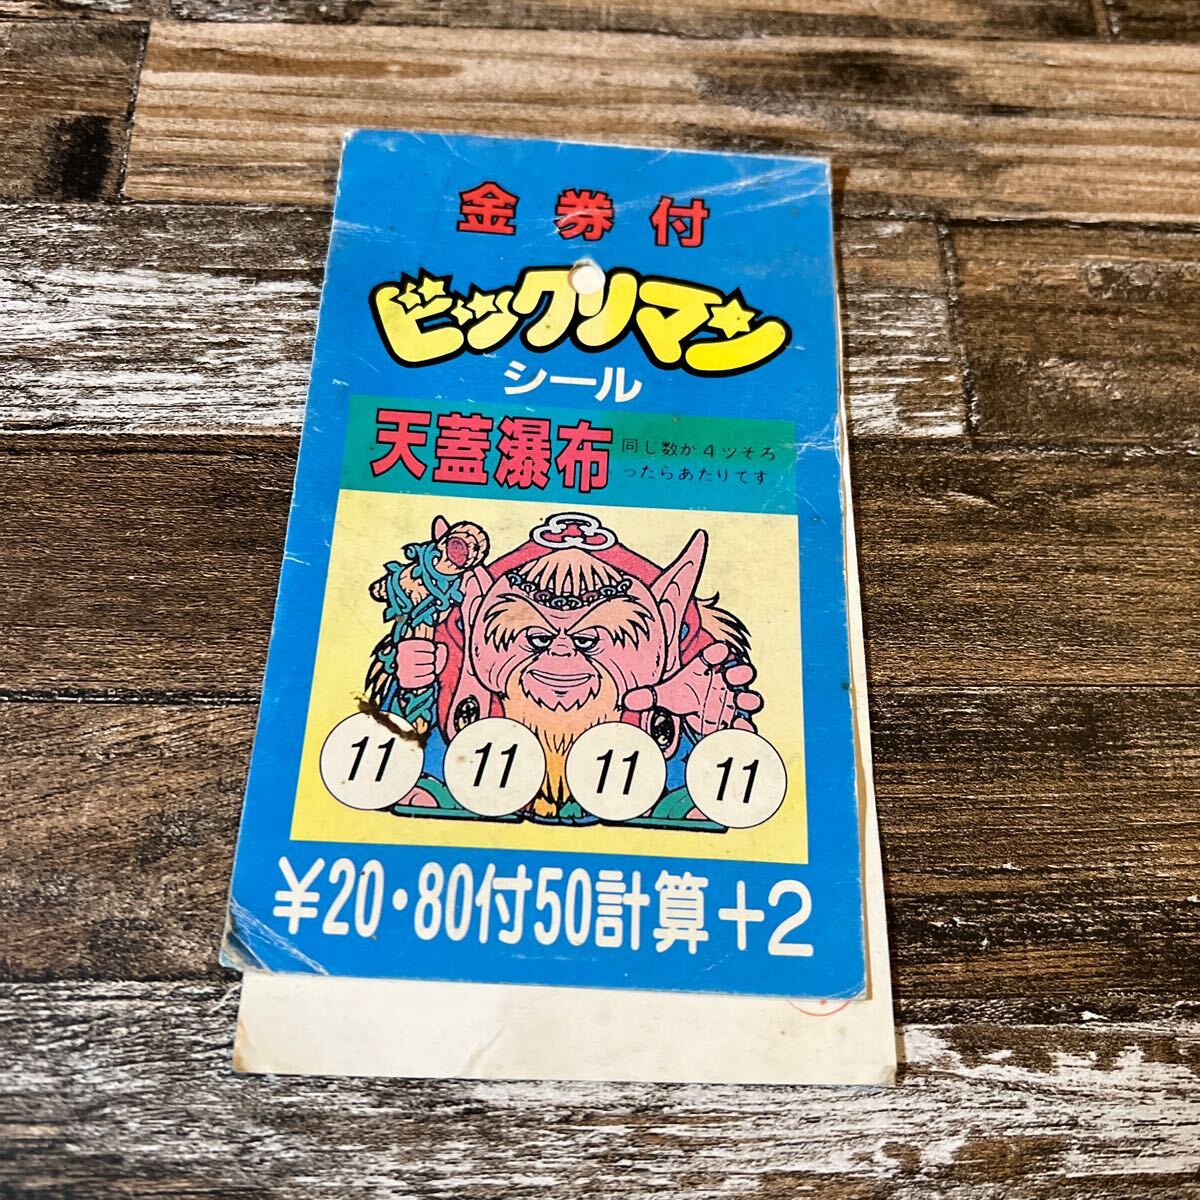 金券付
ビックリマン
シール
天蓋瀑布
同じ数が4ツそろ
ったらあたりてす
11 11 11 11
¥20・80付50計算+2